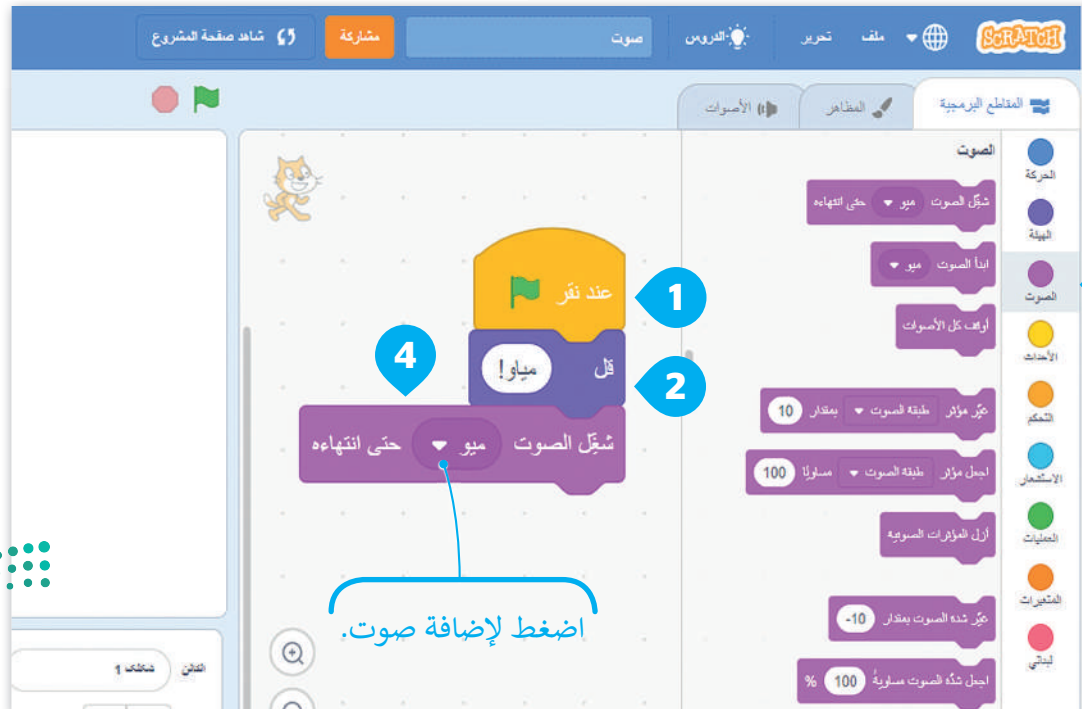 SCRATCH
ملف
تحرير
الدروس
صوت
مشاركة
شاهد صفحة المشروع
المقاطع البرمجية
المظاهر
الأصوات
الحركة
الهيئة
الصوت
الأحداث
التحكم
الاستشعار
العمليات
المتغيرات
لبناتي
الصوت
شغّل الصوت ميو حتى انتهاءه
ابدأ الصوت ميو
أوقف كل الأصوات
غيّر مؤثر طبقة الصوت بمقدار 10
اجعل مؤثر طبقة الصوت مساويًا 100
أزل المؤثرات الصوتية
غيّر شدة الصوت بمقدار -10
اجعل شدّة الصوت مساويةً 100 %
عند نقر
1
قل مياو!
2
شغِّل الصوت ميو حتى انتهاءه
4
اضغط لإضافة صوت.
الكائن